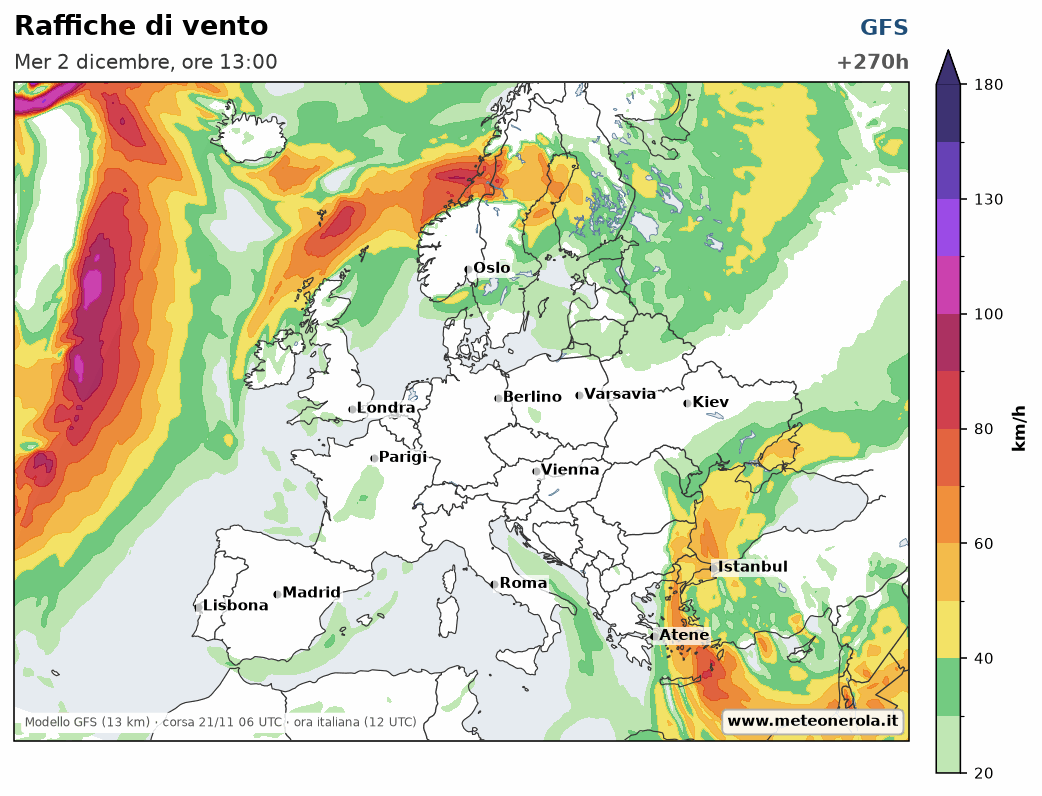 Raffiche di vento
GFS
Mer 2 dicembre, ore 13:00
+270h
180
130
100
80
60
40
20
km/h
Oslo
Berlino
Varsavia
Kiev
Londra
Parigi
Vienna
Istanbul
Roma
Madrid
Lisbona
Atene
Modello GFS (13 km) · corsa 21/11 06 UTC · ora italiana (12 UTC)
www.meteonerola.it